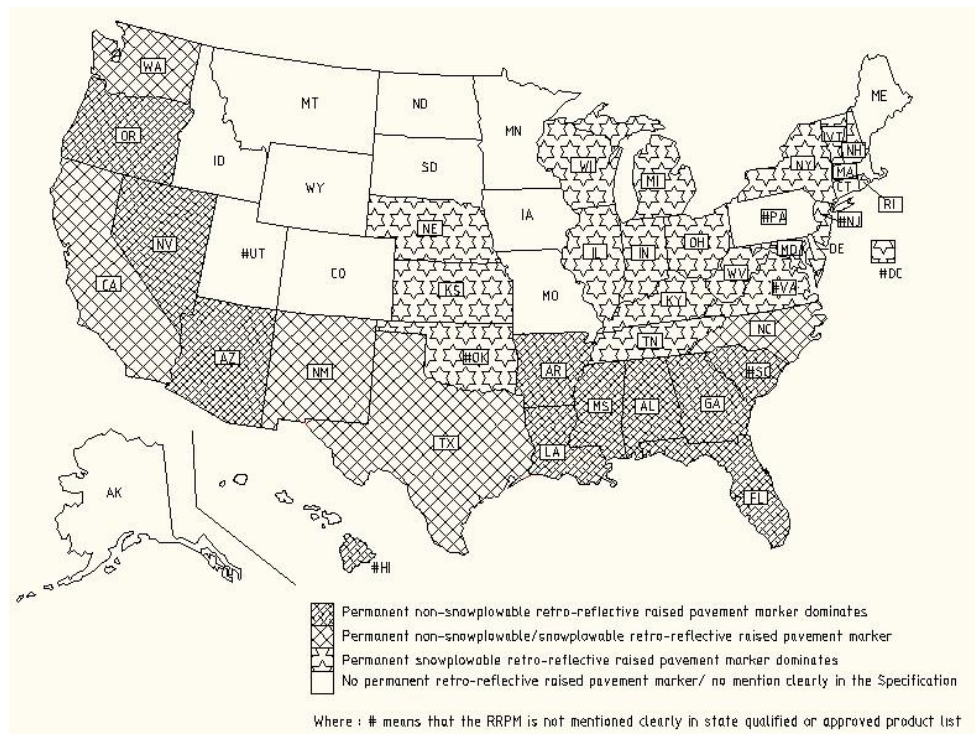 WA
OR
CA
NV
ID
MT
WY
#UT
CO
AZ
NM
ND
SD
NE
KS
#OK
TX
MN
IA
MO
AR
LA
WI
IL
MI
IN
OH
KY
TN
MS
AL
GA
FL
#SC
NC
#VA
WV
MD
#DC
DE
#PA
#NJ
NY
CT
RI
MA
VT
NH
ME
AK
#HI
Permanent non-snowplowable retro-reflective raised pavement marker dominates
Permanent non-snowplowable/snowplowable retro-reflective raised pavement marker
Permanent snowplowable retro-reflective raised pavement marker dominates
No permanent retro-reflective raised pavement marker/ no mention clearly in the Specification
Where : # means that the RRPM is not mentioned clearly in state qualified or approved product list